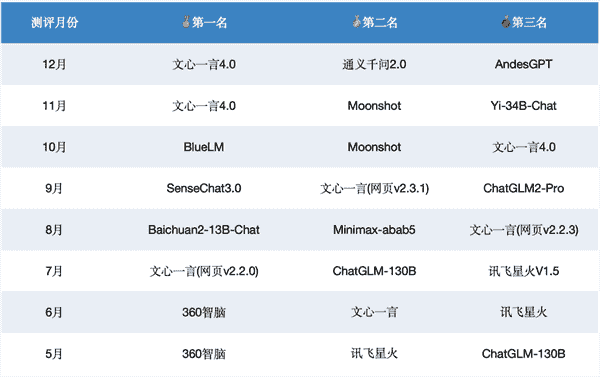 测评月份 第一名 第二名 第三名
12月 文心一言4.0 通义千问2.0 AndesGPT
11月 文心一言4.0 Moonshot Yi-34B-Chat
10月 BlueLM Moonshot 文心一言4.0
9月 SenseChat3.0 文心一言(网页v2.3.1) ChatGLM2-Pro
8月 Baichuan2-13B-Chat Minimax-abab5 文心一言(网页v2.2.3)
7月 文心一言(网页v2.2.0) ChatGLM-130B 讯飞星火V1.5
6月 360智脑 文心一言 讯飞星火
5月 360智脑 讯飞星火 ChatGLM-130B